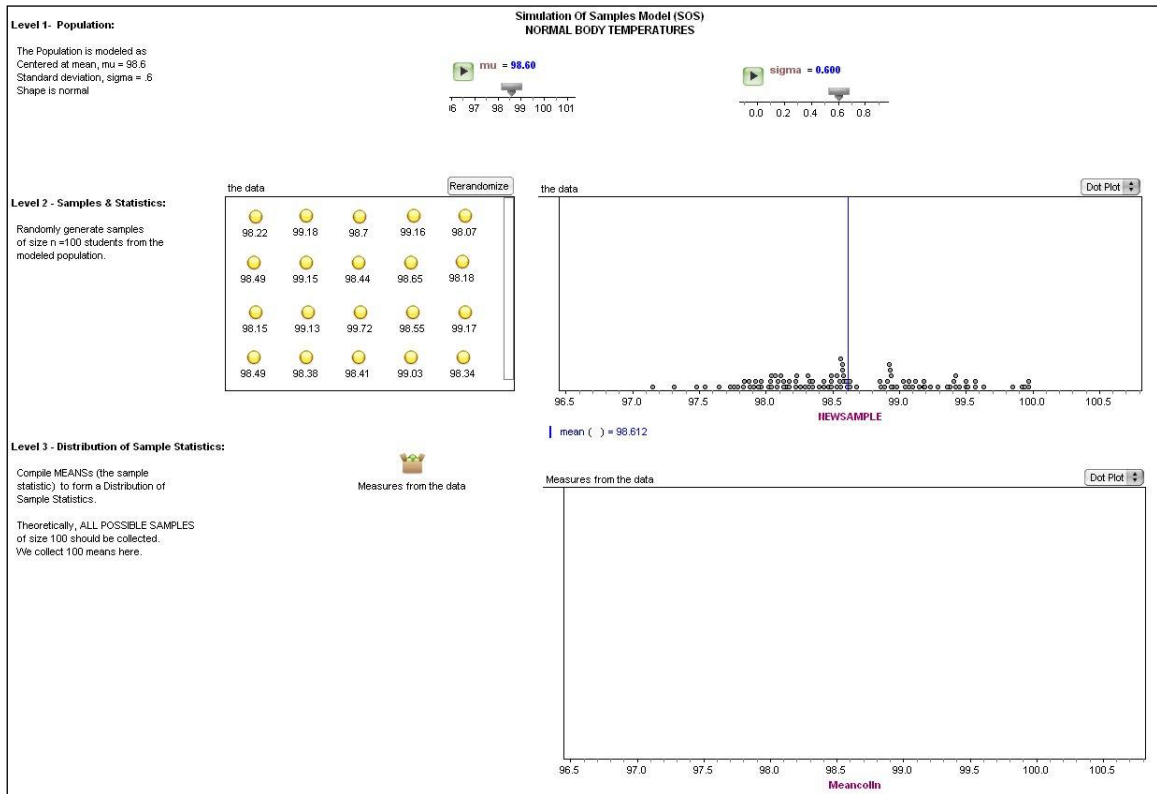 Simulation Of Samples Model (SOS)
NORMAL BODY TEMPERATURES
Level 1- Population:
The Population is modeled as
Centered at mean, mu = 98.6
Standard deviation, sigma = .6
Shape is normal
mu = 98.60
97 98 99 100 101
sigma = 0.600
0.0 0.2 0.4 0.6 0.8
Level 2 - Samples & Statistics:
Randomly generate samples
of size n =100 students from the
modeled population.
the data
Rerandomize
98.22 99.18 98.7 99.16 98.07
98.49 99.15 98.44 98.65 98.18
98.15 99.13 99.72 98.55 99.17
98.49 98.38 98.41 99.03 98.34
the data
Dot Plot
96.5 97.0 97.5 98.0 98.5 99.0 99.5 100.0 100.5
NEWSAMPLE
mean ( ) = 98.612
Level 3 - Distribution of Sample Statistics:
Compile MEANSs (the sample
statistic) to form a Distribution of
Sample Statistics.
Theoretically, ALL POSSIBLE SAMPLES
of size 100 should be collected.
We collect 100 means here.
Measures from the data
Measures from the data
Dot Plot
96.5 97.0 97.5 98.0 98.5 99.0 99.5 100.0 100.5
Meancolln